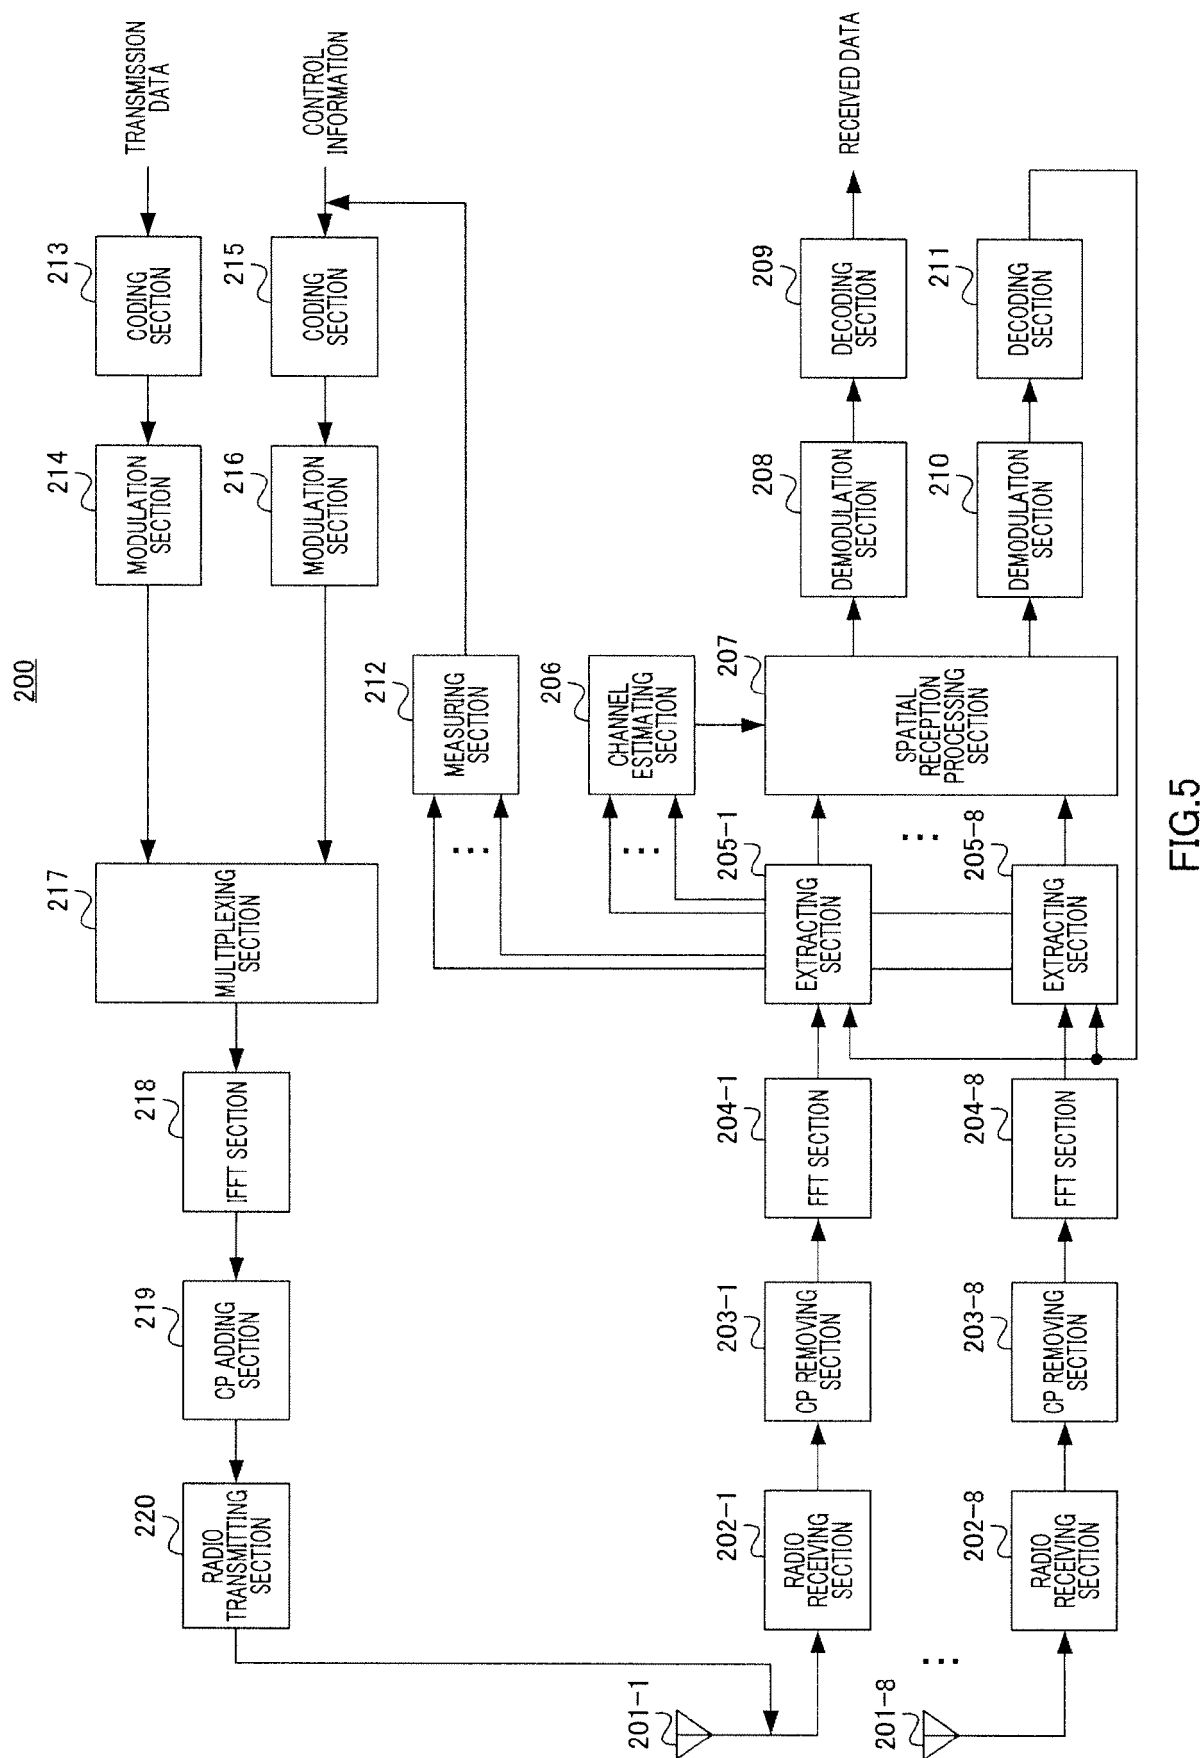 200
TRANSMISSION
DATA
213
CODING
SECTION
214
MODULATION
SECTION
CONTROL
INFORMATION
215
CODING
SECTION
216
MODULATION
SECTION
217
MULTIPLEXING
SECTION
218
IFFT SECTION
219
CP ADDING
SECTION
220
RADIO
TRANSMITTING
SECTION
212
MEASURING
SECTION
206
CHANNEL
ESTIMATING
SECTION
201-1
202-1
RADIO
RECEIVING
SECTION
203-1
CP REMOVING
SECTION
204-1
FFT SECTION
205-1
EXTRACTING
SECTION
207
SPATIAL
RECEPTION
PROCESSING
SECTION
208
DEMODULATION
SECTION
209
DECODING
SECTION
RECEIVED DATA
201-8
202-8
RADIO
RECEIVING
SECTION
203-8
CP REMOVING
SECTION
204-8
FFT SECTION
205-8
EXTRACTING
SECTION
210
DEMODULATION
SECTION
211
DECODING
SECTION
FIG.5